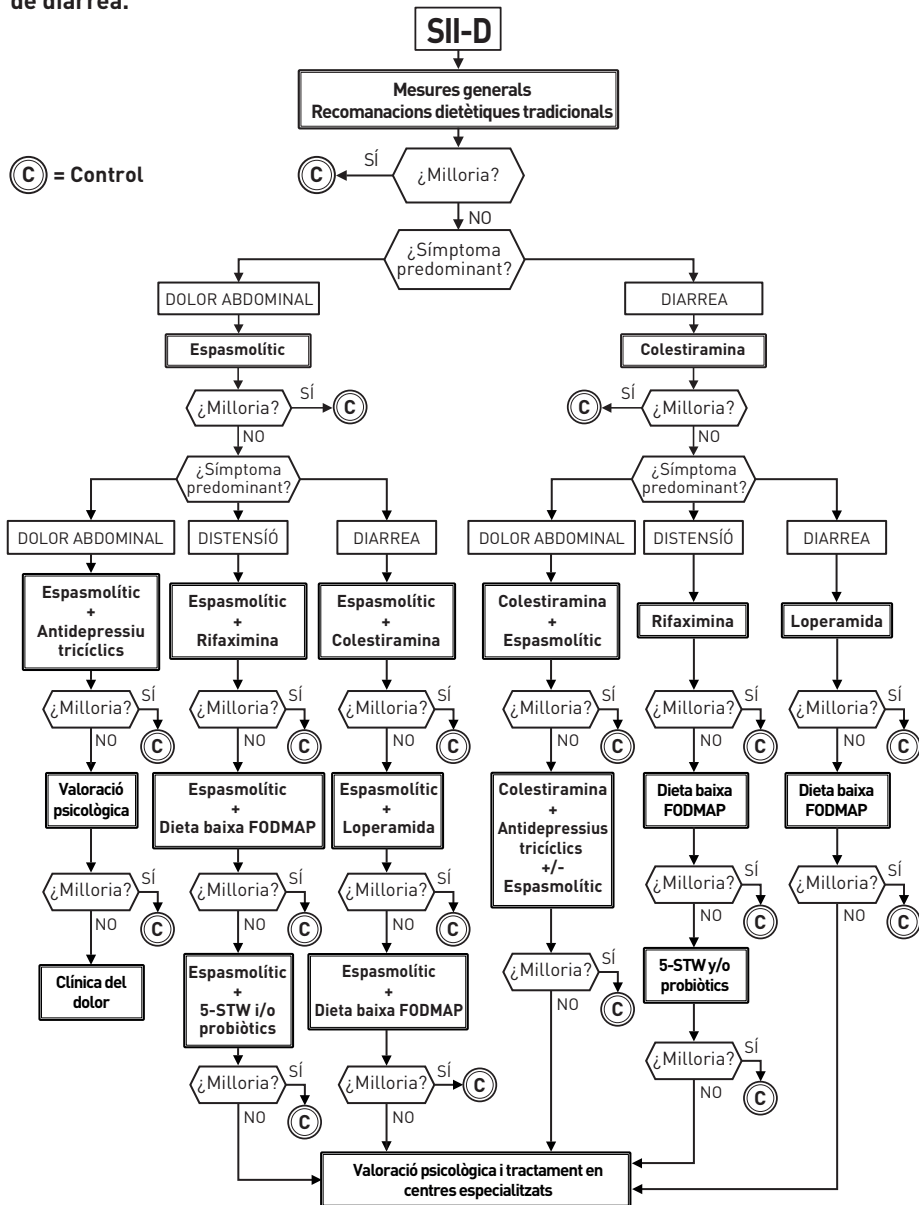 de diarrea.
SII-D
Mesures generals
Recomanacions dietètiques tradicionals
C = Control
C
SÍ
¿Milloria?
NO
¿Símptoma
predominant?
DOLOR ABDOMINAL
DIARREA
Espasmolític
Colestiramina
¿Milloria?
SÍ
C
C
SÍ
¿Milloria?
NO
NO
¿Símptoma
predominant?
¿Símptoma
predominant?
DOLOR ABDOMINAL
DISTENSÍÓ
DIARREA
DOLOR ABDOMINAL
DISTENSÍÓ
DIARREA
Espasmolític
+
Antidepressiu
tricíclics
Espasmolític
+
Rifaximina
Espasmolític
+
Colestiramina
Colestiramina
+
Espasmolític
Rifaximina
Loperamida
¿Milloria?
SÍ
NO
C
¿Milloria?
SÍ
NO
C
¿Milloria?
SÍ
NO
C
¿Milloria?
SÍ
NO
C
¿Milloria?
SÍ
NO
C
¿Milloria?
SÍ
NO
C
Valoració
psicològica
Espasmolític
+
Dieta baixa FODMAP
Espasmolític
+
Loperamida
Colestiramina
+
Antidepressius
tricíclics
+/-
Espasmolític
Dieta baixa
FODMAP
Dieta baixa
FODMAP
¿Milloria?
SÍ
NO
C
¿Milloria?
SÍ
NO
C
¿Milloria?
SÍ
NO
C
¿Milloria?
SÍ
NO
C
¿Milloria?
SÍ
NO
C
Clínica del
dolor
Espasmolític
+
5-STW i/o
probiòtics
Espasmolític
+
Dieta baixa FODMAP
¿Milloria?
SÍ
NO
C
5-STW y/o
probiòtics
¿Milloria?
SÍ
NO
C
¿Milloria?
SÍ
NO
C
¿Milloria?
SÍ
NO
C
Valoració psicològica i tractament en
centres especialitzats